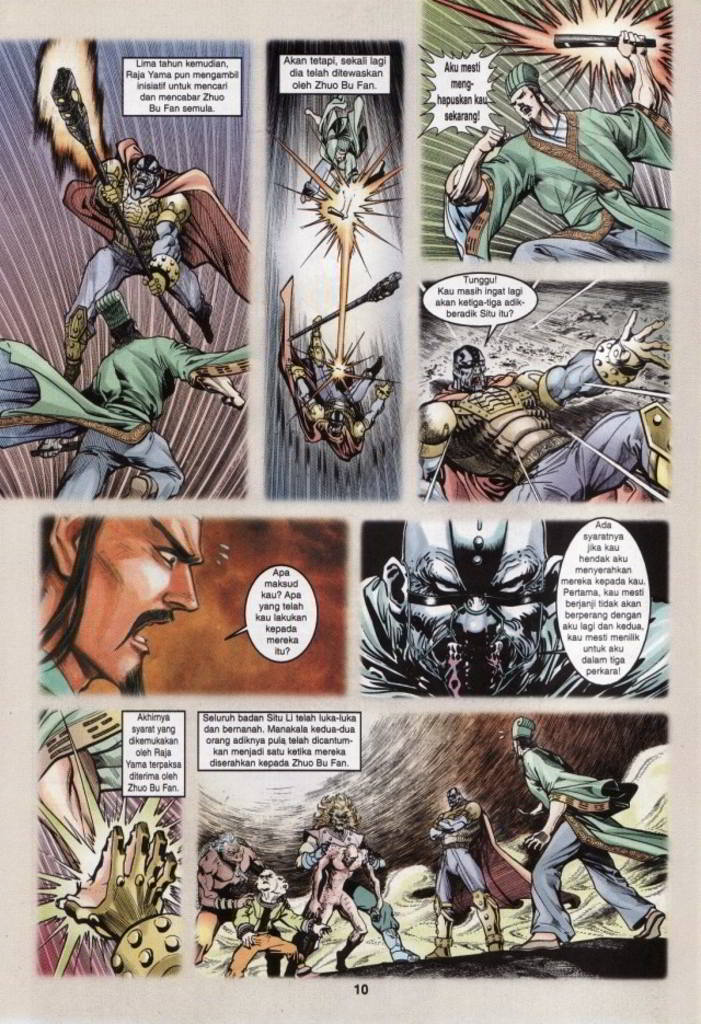 Lima tahun kemudian,
Raja Yama pun mengambil
inisiatif untuk mencari
dan mencabar Zhuo
Bu Fan semula.
Akan tetapi, sekali lagi
dia telah ditewaskan
oleh Zhuo Bu Fan.
Aku mesti
meng-
hapuskan kau
sekarang!
Tunggu!
Kau masih ingat lagi
akan ketiga-tiga adik-
beradik Situ itu?
Apa
maksud
kau? Apa
yang telah
kau lakukan
kepada
mereka
itu?
Ada
syaratnya
jika kau
hendak aku
menyerahkan
mereka kepada kau.
Pertama, kau mesti
berjanji tidak akan
berperang dengan
aku lagi dan kedua,
kau mesti menilik
untuk aku
dalam tiga
perkara!
Akhirnya
syarat yang
dikemukakan
oleh Raja
Yama terpaksa
diterima oleh
Zhuo Bu Fan.
Seluruh badan Situ Li telah luka-luka
dan bernanah. Manakala kedua-dua
orang adiknya pula telah dicantum-
kan menjadi satu ketika mereka
diserahkan kepada Zhuo Bu Fan.
10